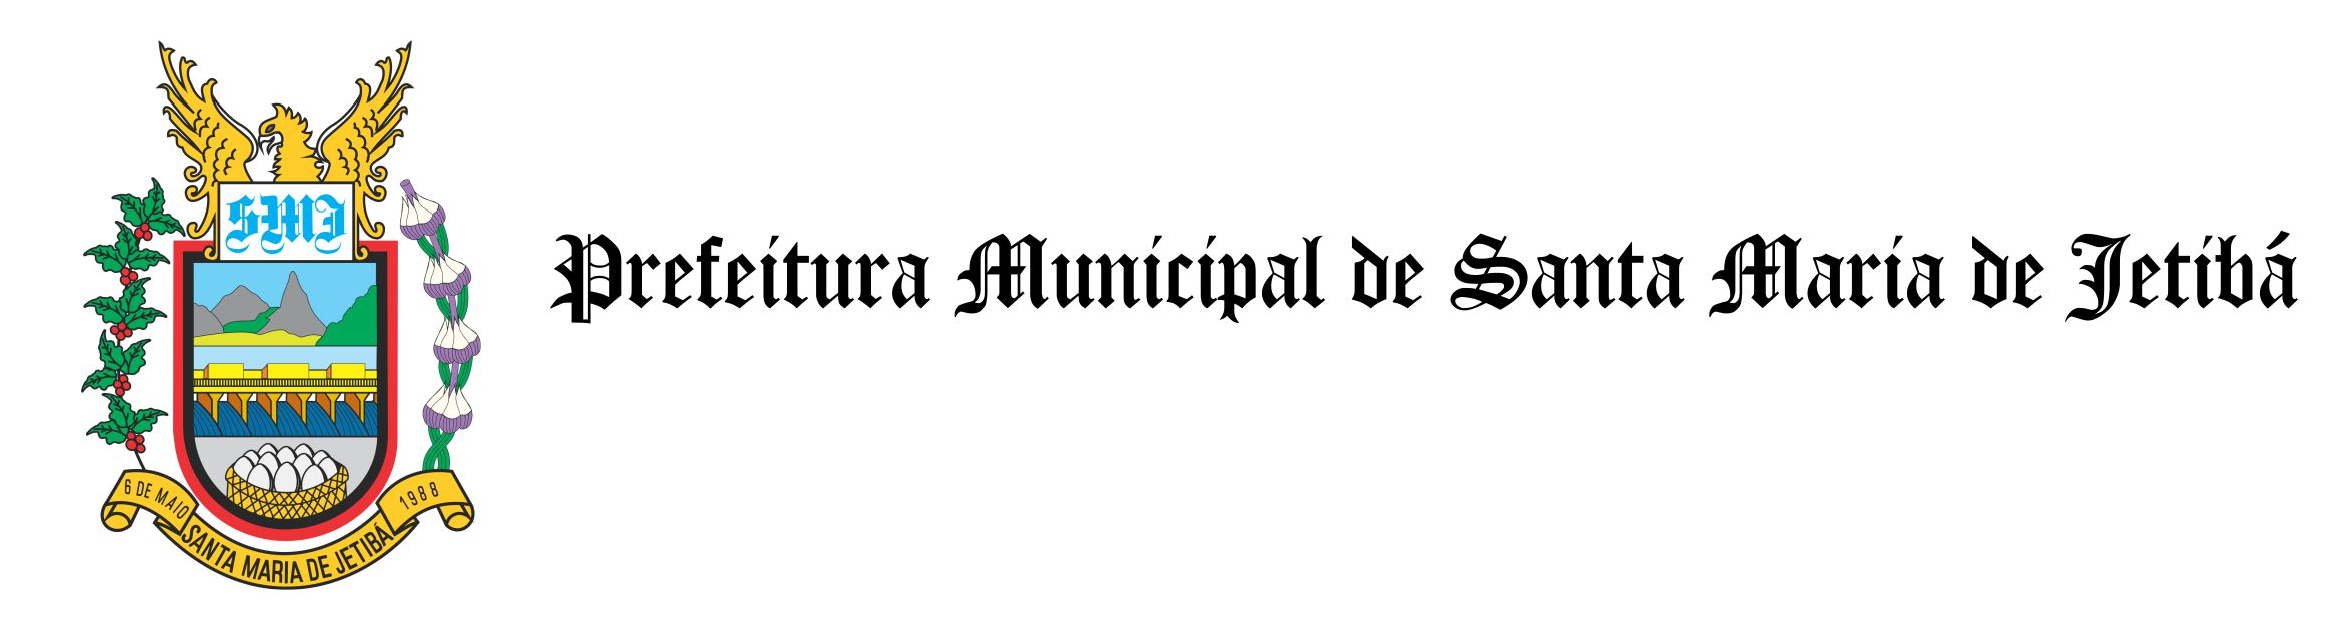 SMJ
Prefeitura Municipal de Santa Maria de Jetibá
6 DE MAIO
1988
SANTA MARIA DE JETIBÁ